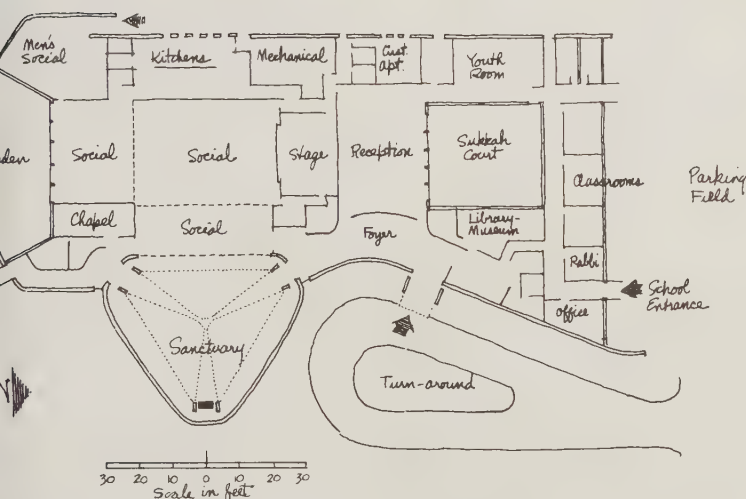 Men's
Social
Kitchens
Mechanical
Cust.
Apt.
Youth
Room
Social
Social
Stage
Reception
Sukkah
Court
Classrooms
Parking
Field
Chapel
Social
Foyer
Library-
Museum
Rabbi
School
Entrance
office
Sanctuary
Turn-around
N
30 20 10 0 10 20 30
Scale in feet